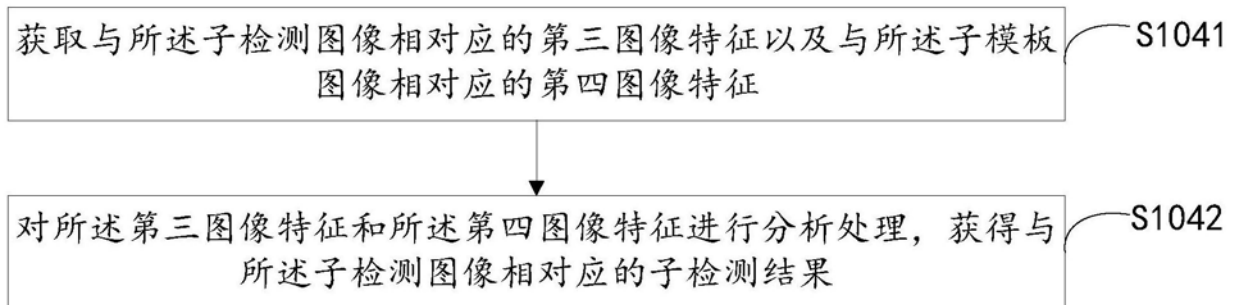 获取与所述子检测图像相对应的第三图像特征以及与所述子模板
图像相对应的第四图像特征
S1041
对所述第三图像特征和所述第四图像特征进行分析处理，获得与
所述子检测图像相对应的子检测结果
S1042